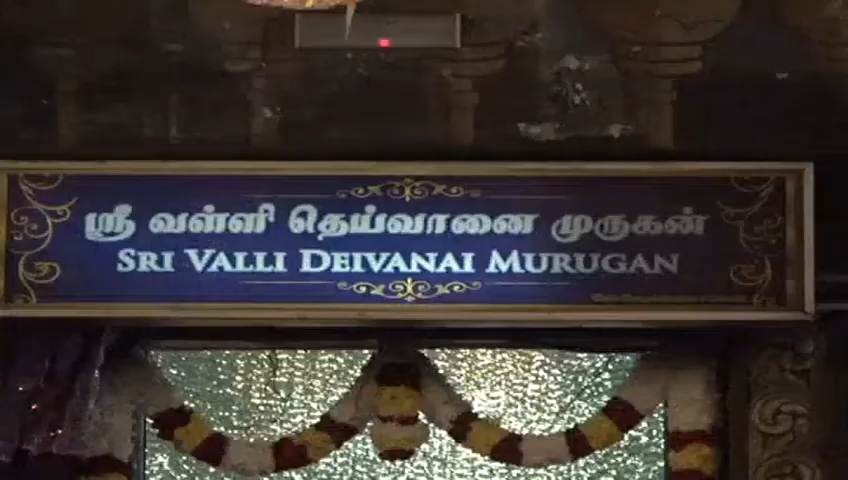 ஸ்ரீ வள்ளி தெய்வானை முருகன்
SRI VALLI DEIVANAI MURUGAN